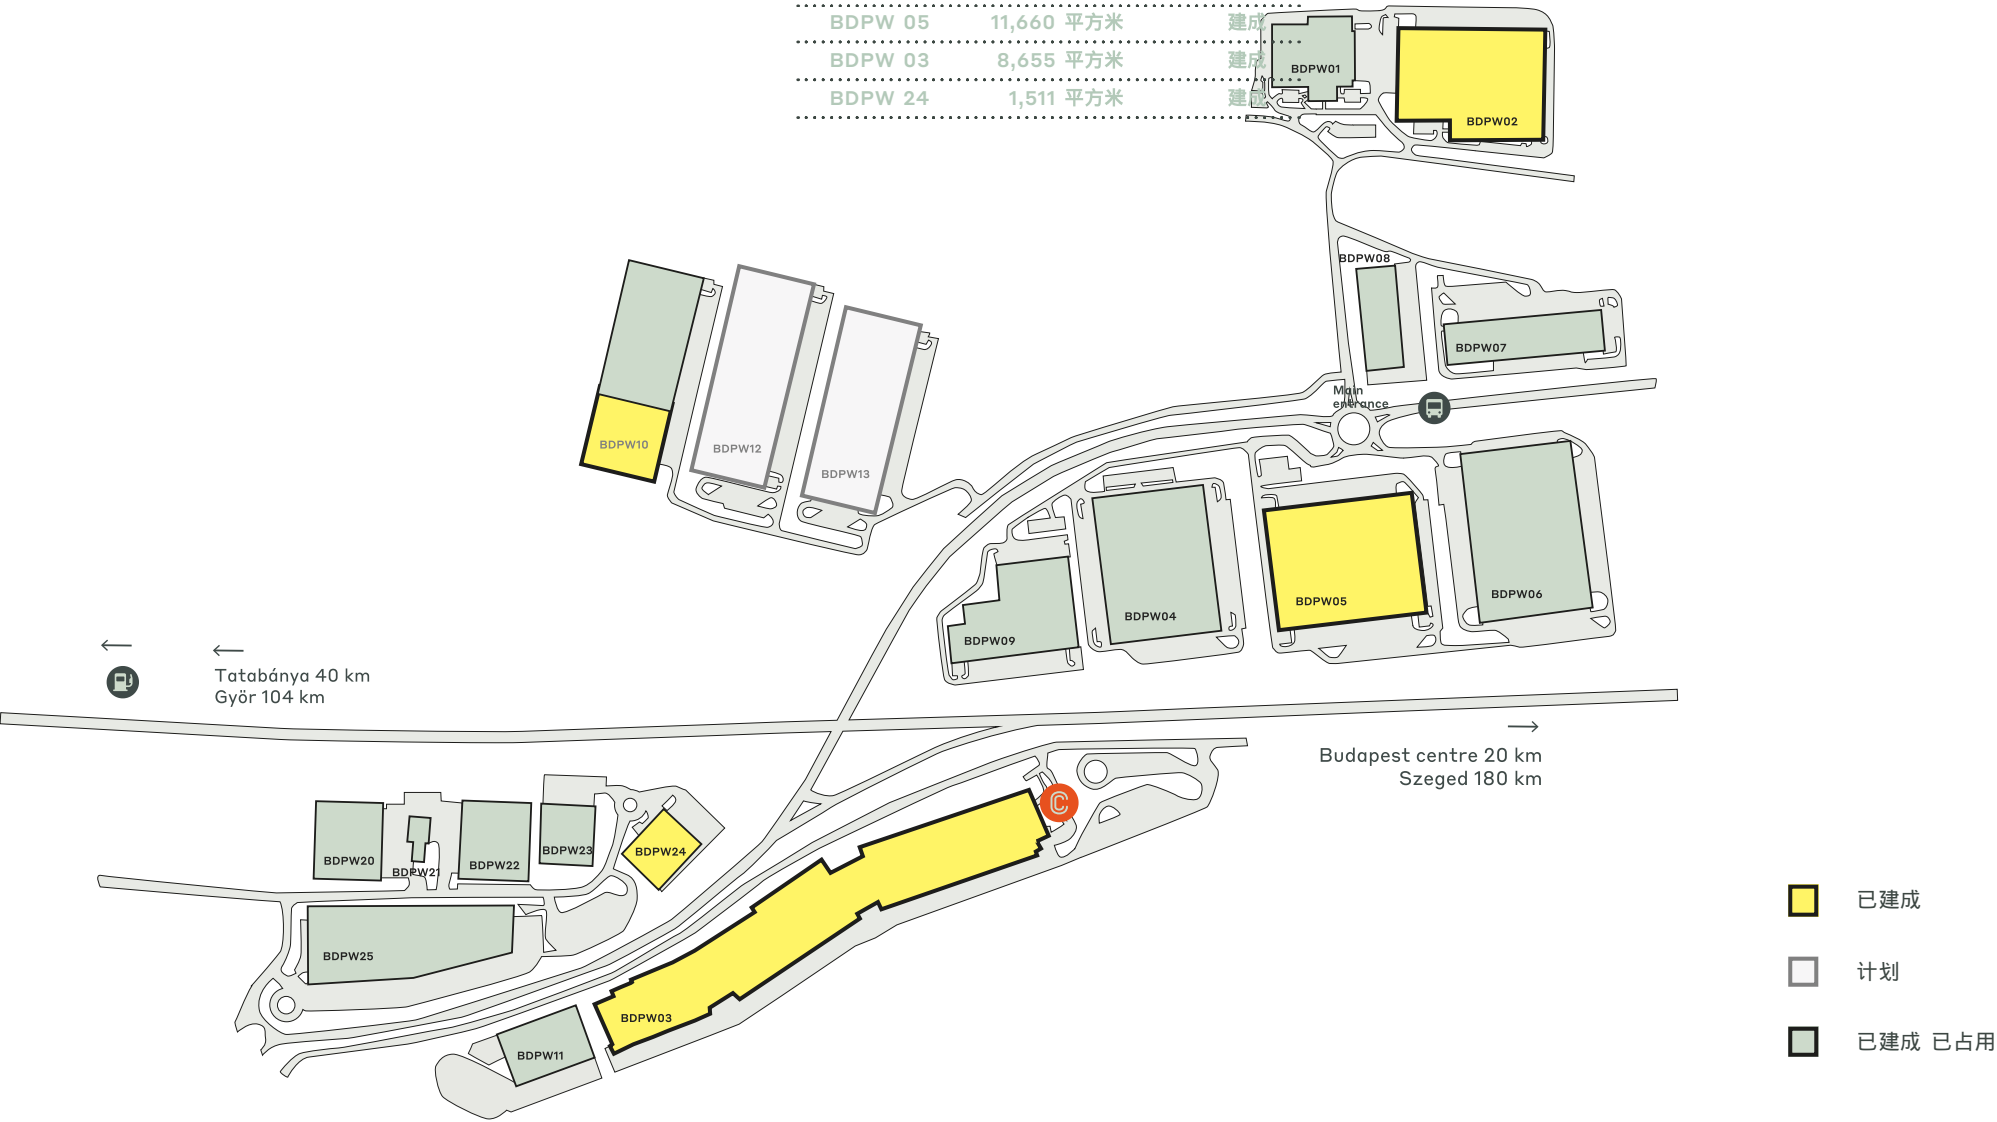 BDPW 05 11,660 平方米 建成
BDPW 03 8,655 平方米 建成
BDPW 24 1,511 平方米 建成
BDPW01
BDPW02
BDPW08
BDPW07
Main
entrance
BDPW10
BDPW12
BDPW13
BDPW09
BDPW04
BDPW05
BDPW06
Tatabánya 40 km
Györ 104 km
Budapest centre 20 km
Szeged 180 km
C
BDPW20
BDPW21
BDPW22
BDPW23
BDPW24
BDPW25
BDPW03
BDPW11
已建成
计划
已建成 已占用